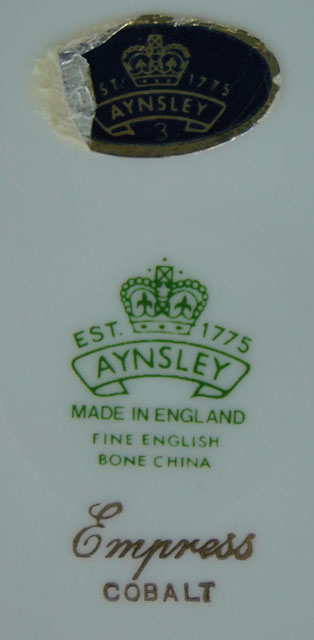 EST. 1775
AYNSLEY
3
EST. 1775
AYNSLEY
MADE IN ENGLAND
FINE ENGLISH
BONE CHINA
Empress
COBALT